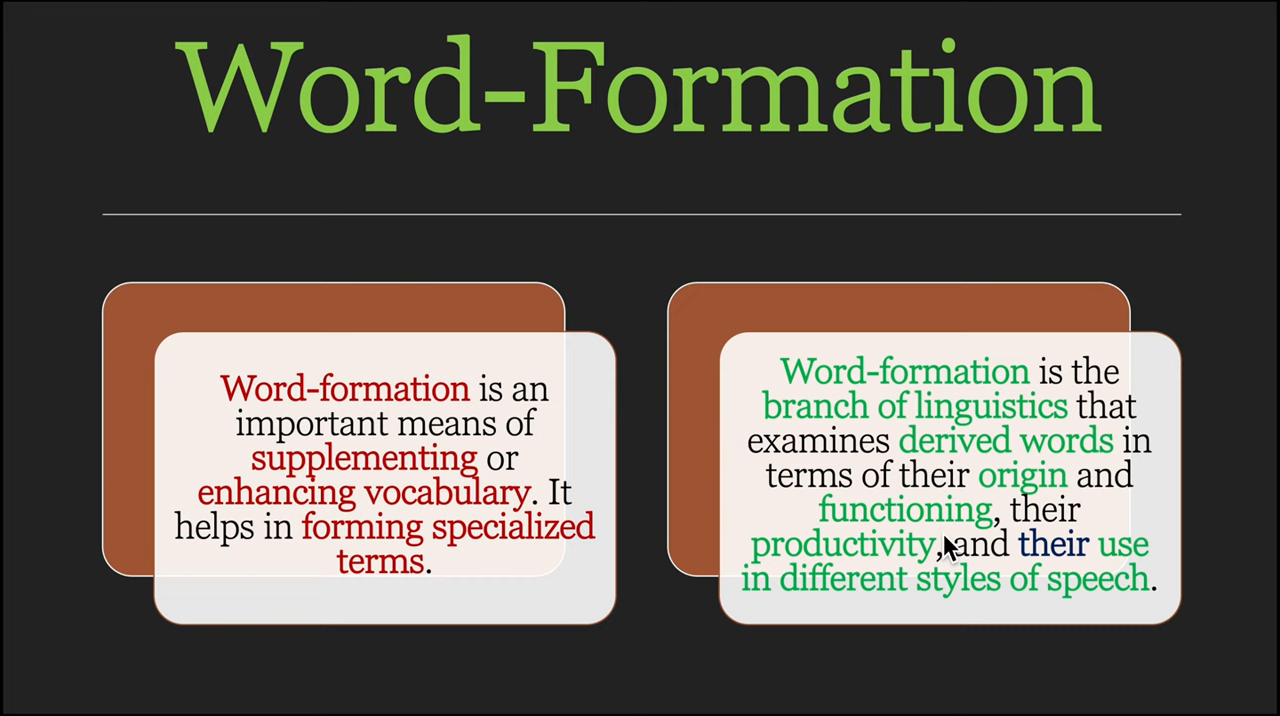 Word-Formation
Word-formation is an
important means of
supplementing or
enhancing vocabulary. It
helps in forming specialized
terms.
Word-formation is the
branch of linguistics that
examines derived words in
terms of their origin and
functioning, their
productivity, and their use
in different styles of speech.